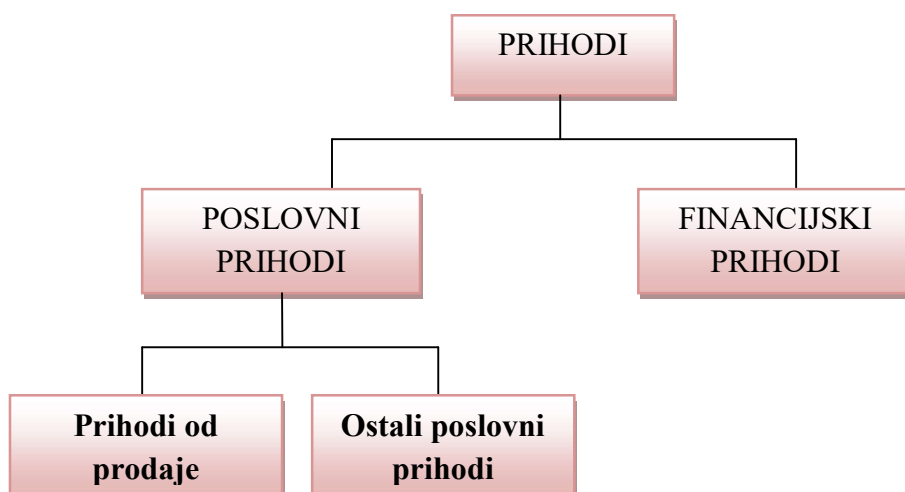 PRIHODI
POSLOVNI
PRIHODI
FINANCIJSKI
PRIHODI
Prihodi od
prodaje
Ostali poslovni
prihodi